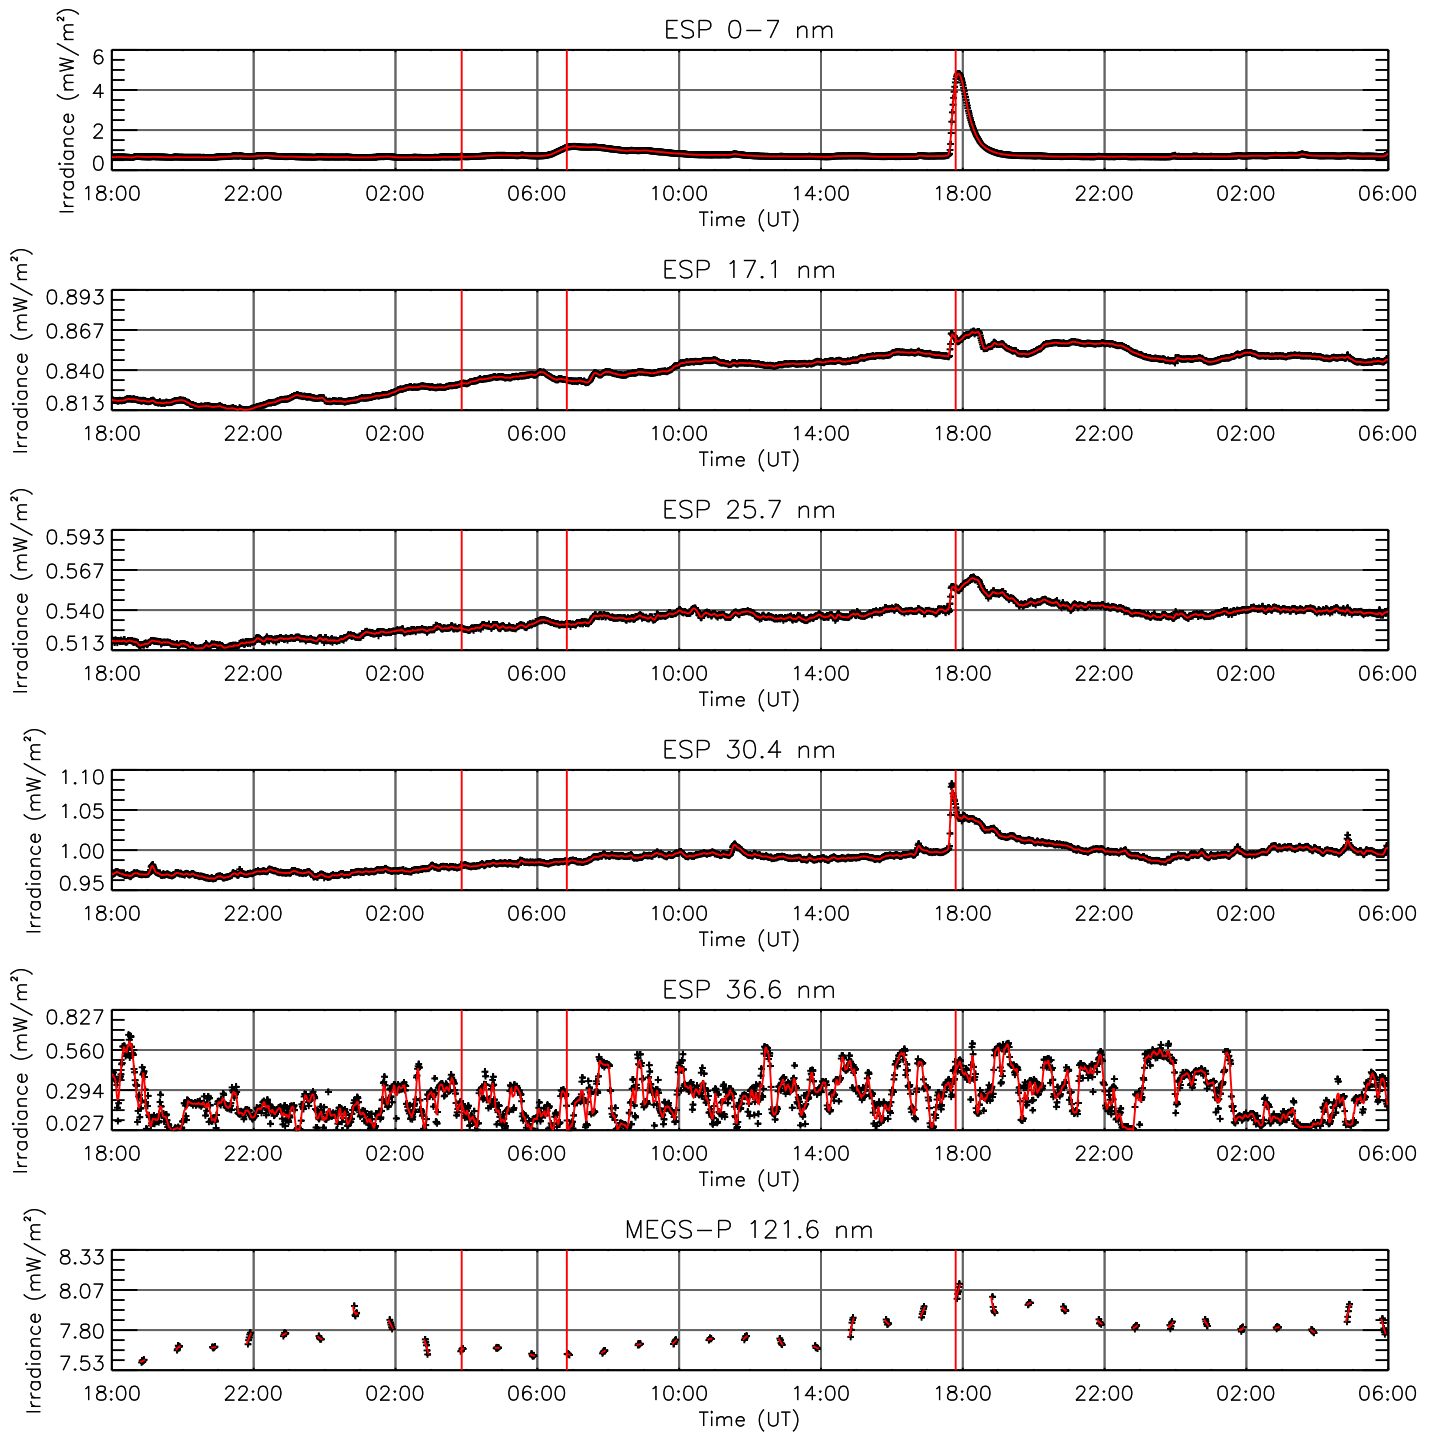 ESP 0-7 nm
Irradiance (mW/m²)
6
4
2
0
18:00 22:00 02:00 06:00 10:00 14:00 18:00 22:00 02:00 06:00
Time (UT)
ESP 17.1 nm
Irradiance (mW/m²)
0.893
0.867
0.840
0.813
18:00 22:00 02:00 06:00 10:00 14:00 18:00 22:00 02:00 06:00
Time (UT)
ESP 25.7 nm
Irradiance (mW/m²)
0.593
0.567
0.540
0.513
18:00 22:00 02:00 06:00 10:00 14:00 18:00 22:00 02:00 06:00
Time (UT)
ESP 30.4 nm
Irradiance (mW/m²)
1.10
1.05
1.00
0.95
18:00 22:00 02:00 06:00 10:00 14:00 18:00 22:00 02:00 06:00
Time (UT)
ESP 36.6 nm
Irradiance (mW/m²)
0.827
0.560
0.294
0.027
18:00 22:00 02:00 06:00 10:00 14:00 18:00 22:00 02:00 06:00
Time (UT)
MEGS-P 121.6 nm
Irradiance (mW/m²)
8.33
8.07
7.80
7.53
18:00 22:00 02:00 06:00 10:00 14:00 18:00 22:00 02:00 06:00
Time (UT)